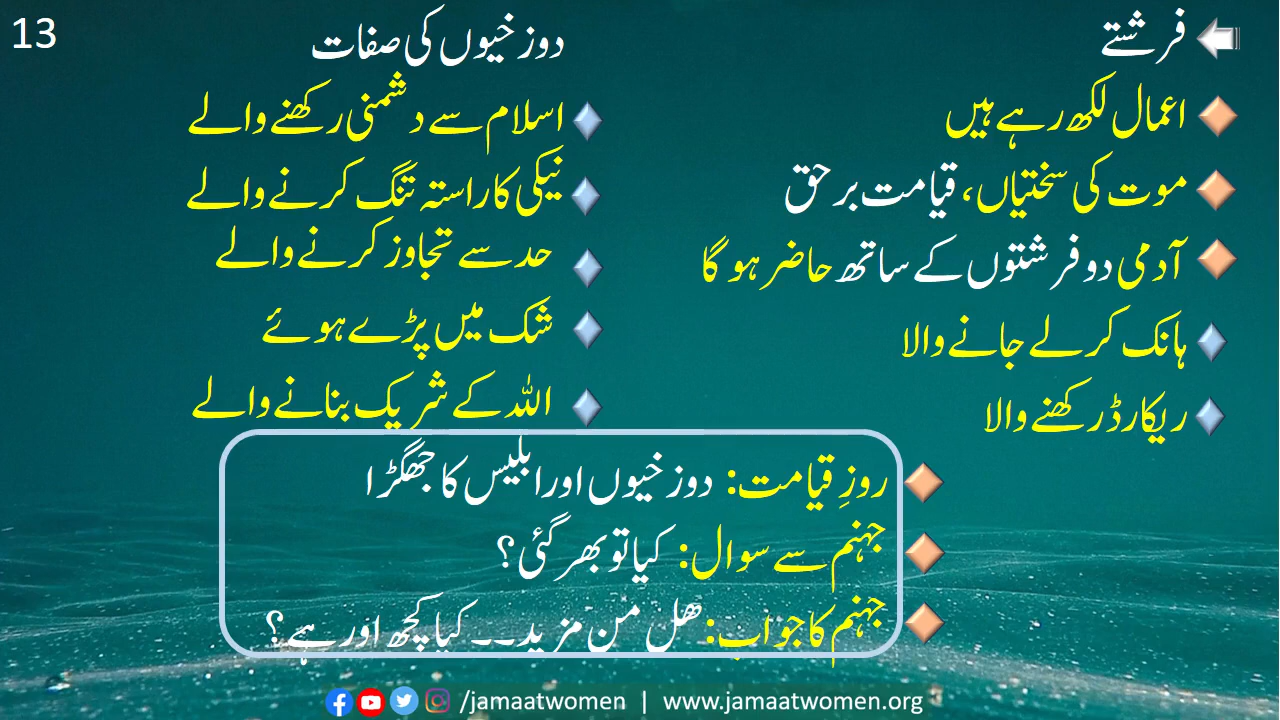 13
فرشتے
اعمال لکھ رہے ہیں
موت کی سختیاں، قیامت برحق
آدمی دو فرشتوں کے ساتھ حاضر ہو گا
ہانک کر لے جانے والا
ریکارڈ رکھنے والا
دوزخیوں کی صفات
اسلام سے دشمنی رکھنے والے
نیکی کا راستہ تنگ کرنے والے
حد سے تجاوز کرنے والے
شک میں پڑے ہوئے
اللہ کے شریک بنانے والے
روزِ قیامت: دوزخیوں اور ابلیس کا جھگڑا
جہنم سے سوال: کیا تو بھر گئی؟
جہنم کا جواب: ھل من مزید۔۔ کیا کچھ اور ہے؟
/jamaatwomen | www.jamaatwomen.org